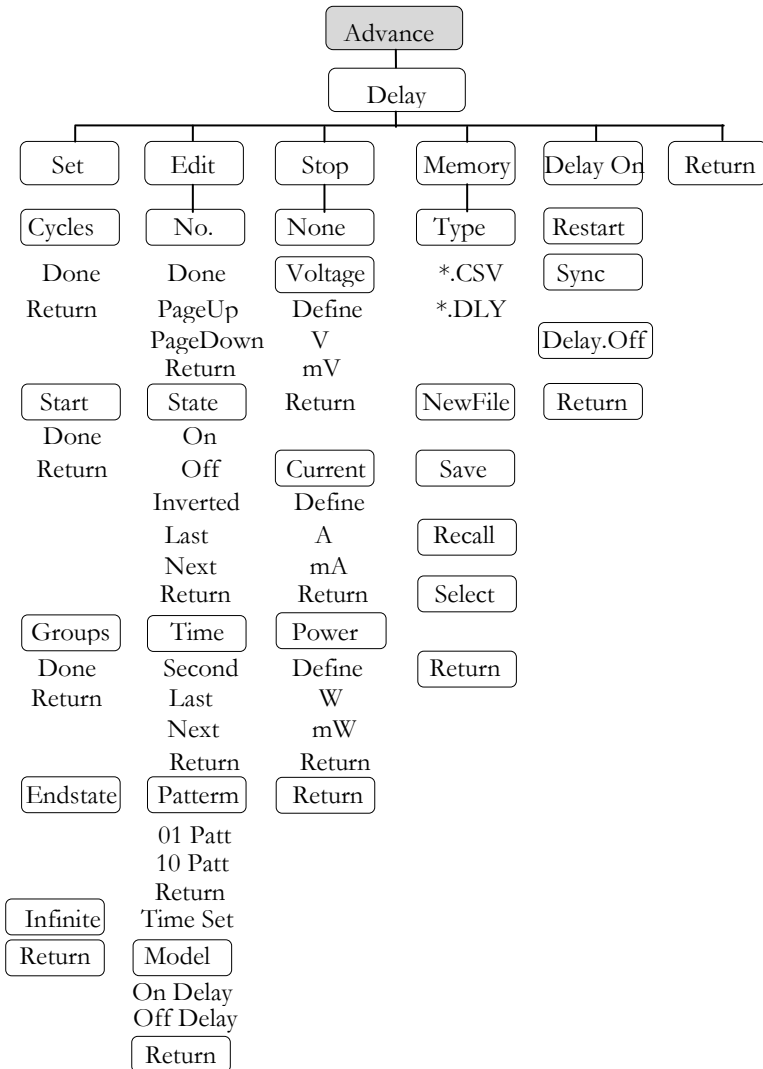 Advance
Delay
Set Edit Stop Memory Delay On Return
Cycles No. None Type Restart
Done Done Voltage *.CSV Sync
Return PageUp Define *.DLY
PageDown V Delay.Off
Return mV
Start State Return NewFile Return
Done On
Return Off Current Save
Inverted Define
Last A Recall
Next mA
Return Return Select
Groups Time Power
Done Second Define Return
Return Last W
Next mW
Return Return
Endstate Patterm Return
01 Patt
10 Patt
Return
Infinite Time Set
Return Model
On Delay
Off Delay
Return